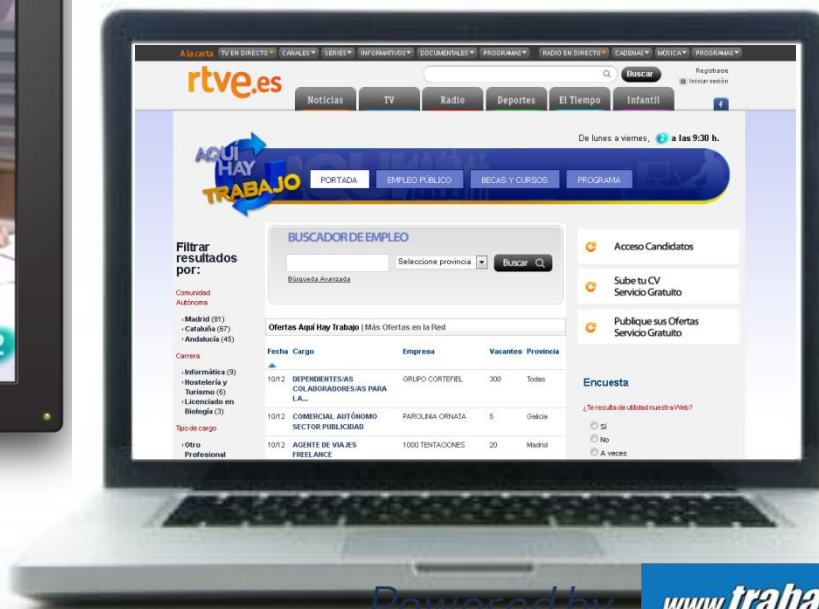 A la carta TV EN DIRECTO CANALES SERIES INFORMATIVOS DOCUMENTALES PROGRAMAS RADIO EN DIRECTO CADENAS MÚSICA PROGRAMAS
rtve.es
Buscar
Regístrase
Iniciar sesión
Noticias TV Radio Deportes El Tiempo Infantil
f
De lunes a viernes, 2 a las 9:30 h.
AQUÍ
HAY
TRABAJO
PORTADA EMPLEO PÚBLICO BECAS Y CURSOS PROGRAMA
Filtrar
resultados
por:
Comunidad
Autónoma
Madrid (81)
Cataluña (67)
Andalucía (45)
Carrera
Informática (9)
Hostelería y
Turismo (6)
Licenciado en
Biología (3)
Tipo de cargo
Otro
Profesional
BUSCADOR DE EMPLEO
Seleccione provincia Buscar
Búsqueda Avanzada
Ofertas Aquí Hay Trabajo | Más Ofertas en la Red
Fecha Cargo Empresa Vacantes Provincia
10/12 DEPENDIENTES/AS GRUPO CORTEFIEL 300 Todas
COLABORADORES/AS PARA
LA...
10/12 COMERCIAL AUTÓNOMO PAROLINIA ORNATA 5 Galicia
SECTOR PUBLICIDAD
10/12 AGENTE DE VIAJES 1000 TENTACIONES 20 Madrid
FREELANCE
Acceso Candidatos
Sube tu CV
Servicio Gratuito
Publique sus Ofertas
Servicio Gratuito
Encuesta
¿Te resulta de utilidad nuestra Web?
Sí
No
A veces
Powered by
www.traba